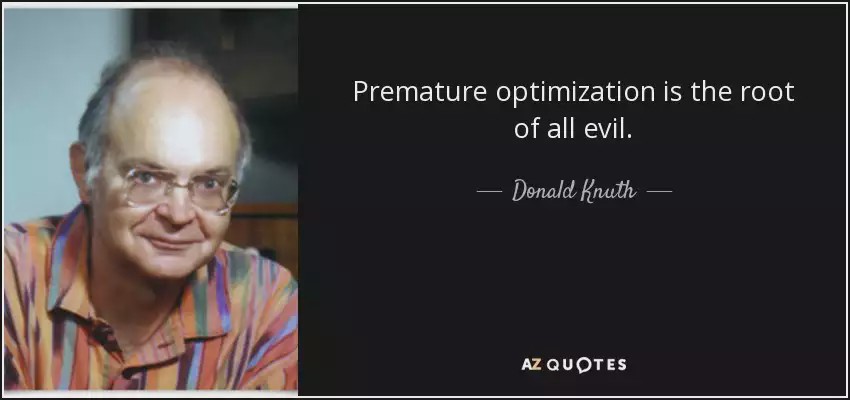 Premature optimization is the root
of all evil.
Donald Knuth
AZ QUOTES